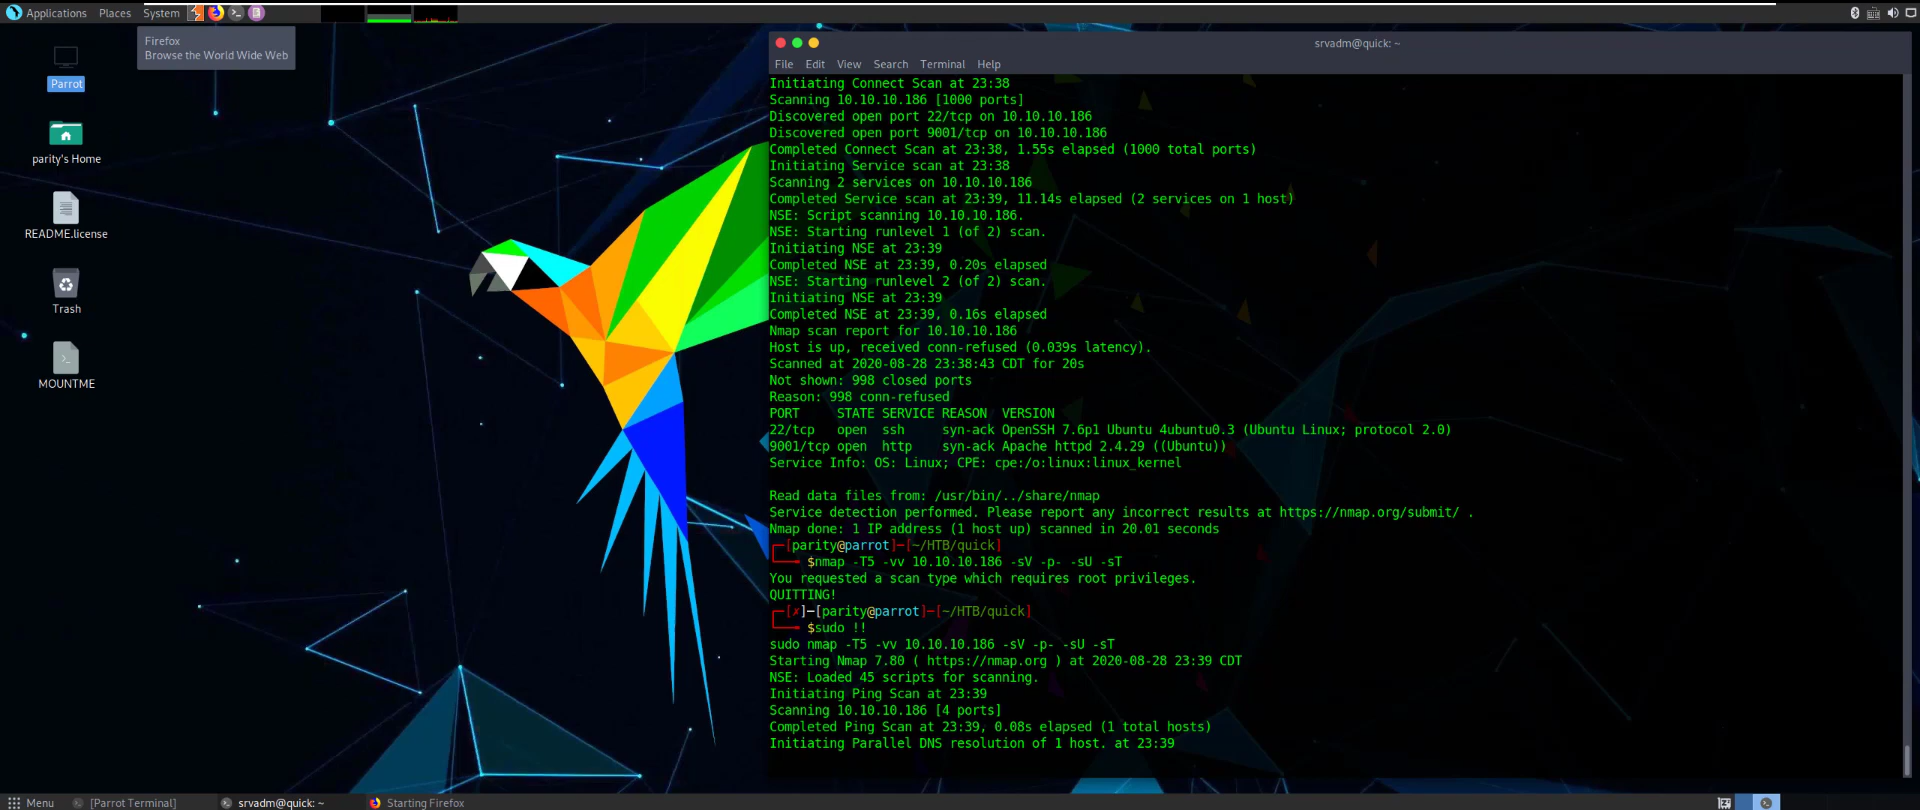 Applications Places System
Firefox
Browse the World Wide Web
Parrot
parity's Home
README.license
Trash
MOUNTME
srvadm@quick: ~
File Edit View Search Terminal Help
Initiating Connect Scan at 23:38
Scanning 10.10.10.186 [1000 ports]
Discovered open port 22/tcp on 10.10.10.186
Discovered open port 9001/tcp on 10.10.10.186
Completed Connect Scan at 23:38, 1.55s elapsed (1000 total ports)
Initiating Service scan at 23:38
Scanning 2 services on 10.10.10.186
Completed Service scan at 23:39, 11.14s elapsed (2 services on 1 host)
NSE: Script scanning 10.10.10.186.
NSE: Starting runlevel 1 (of 2) scan.
Initiating NSE at 23:39
Completed NSE at 23:39, 0.20s elapsed
NSE: Starting runlevel 2 (of 2) scan.
Initiating NSE at 23:39
Completed NSE at 23:39, 0.16s elapsed
Nmap scan report for 10.10.10.186
Host is up, received conn-refused (0.039s latency).
Scanned at 2020-08-28 23:38:43 CDT for 20s
Not shown: 998 closed ports
Reason: 998 conn-refused
PORT     STATE SERVICE REASON  VERSION
22/tcp   open  ssh     syn-ack OpenSSH 7.6p1 Ubuntu 4ubuntu0.3 (Ubuntu Linux; protocol 2.0)
9001/tcp open  http    syn-ack Apache httpd 2.4.29 ((Ubuntu))
Service Info: OS: Linux; CPE: cpe:/o:linux:linux_kernel
Read data files from: /usr/bin/../share/nmap
Service detection performed. Please report any incorrect results at https://nmap.org/submit/ .
Nmap done: 1 IP address (1 host up) scanned in 20.01 seconds
┌─[parity@parrot]─[~/HTB/quick]
└──╼ $nmap -T5 -vv 10.10.10.186 -sV -p- -sU -sT
You requested a scan type which requires root privileges.
QUITTING!
┌─[✗]─[parity@parrot]─[~/HTB/quick]
└──╼ $sudo !!
sudo nmap -T5 -vv 10.10.10.186 -sV -p- -sU -sT
Starting Nmap 7.80 ( https://nmap.org ) at 2020-08-28 23:39 CDT
NSE: Loaded 45 scripts for scanning.
Initiating Ping Scan at 23:39
Scanning 10.10.10.186 [4 ports]
Completed Ping Scan at 23:39, 0.08s elapsed (1 total hosts)
Initiating Parallel DNS resolution of 1 host. at 23:39
Menu [Parrot Terminal] srvadm@quick: ~ Starting Firefox